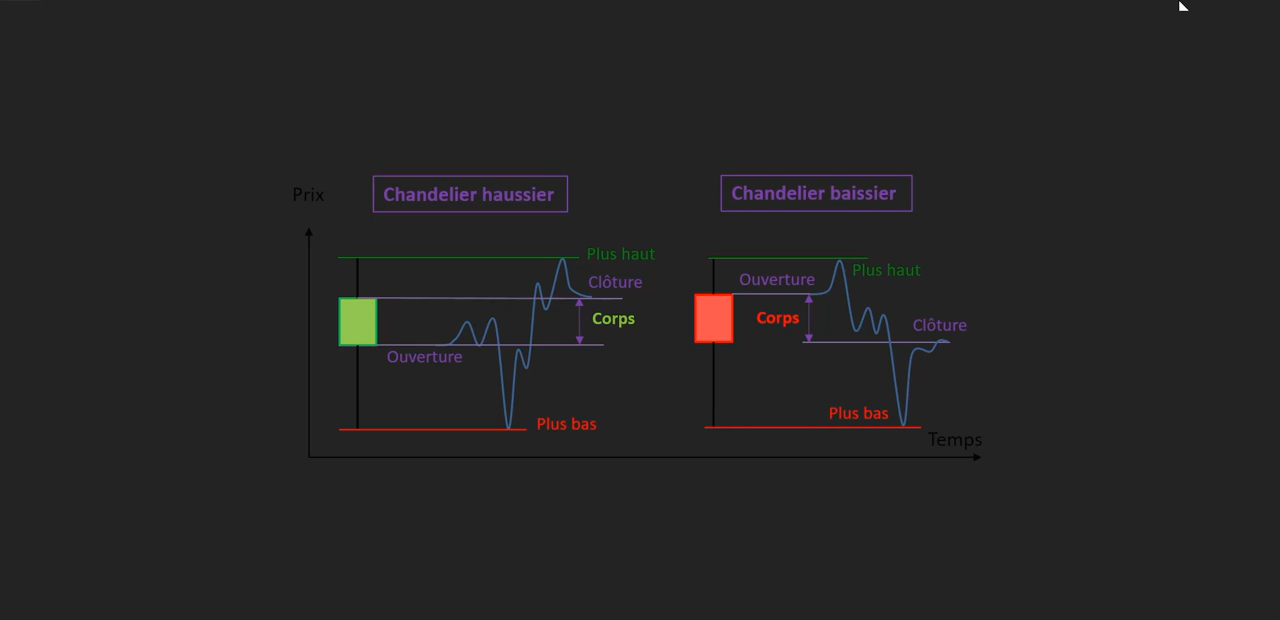 Prix
Chandelier haussier
Plus haut
Clôture
Corps
Ouverture
Plus bas
Chandelier baissier
Ouverture
Plus haut
Corps
Clôture
Plus bas
Temps